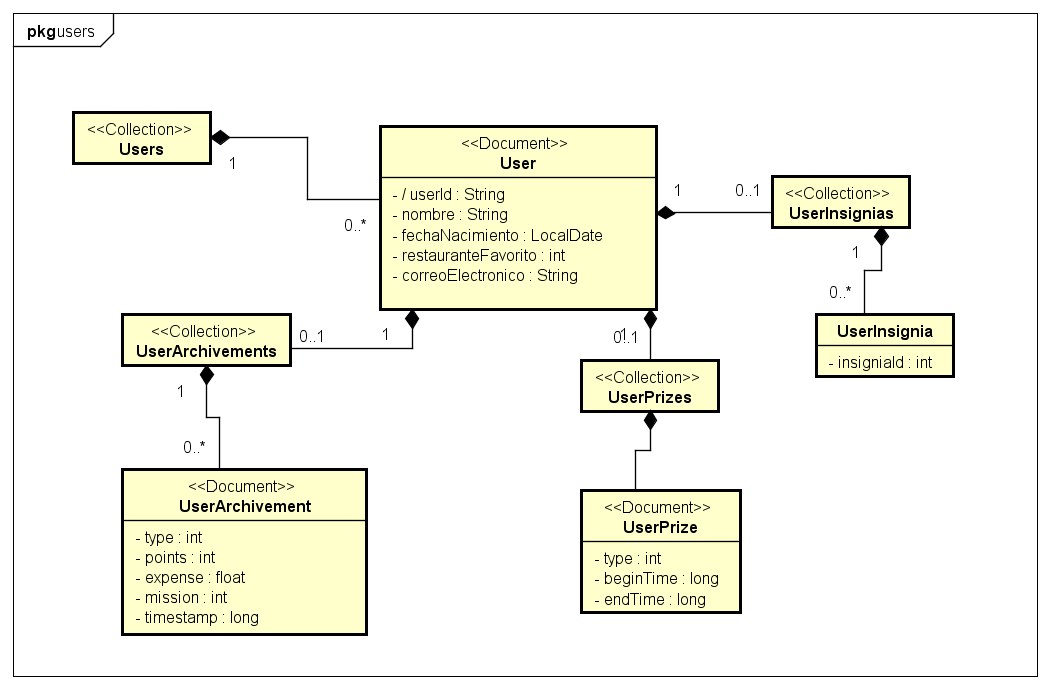 pkg users
<<Collection>>
Users
1
0..*
<<Document>>
User
- / userId : String
- nombre : String
- fechaNacimiento : LocalDate
- restauranteFavorito : int
- correoElectronico : String
1
0..1
<<Collection>>
UserInsignias
1
0..*
UserInsignia
- insigniaId : int
<<Collection>>
UserArchivements
0..1
1
1
0..*
<<Document>>
UserArchivement
- type : int
- points : int
- expense : float
- mission : int
- timestamp : long
1
0..1
<<Collection>>
UserPrizes
<<Document>>
UserPrize
- type : int
- beginTime : long
- endTime : long